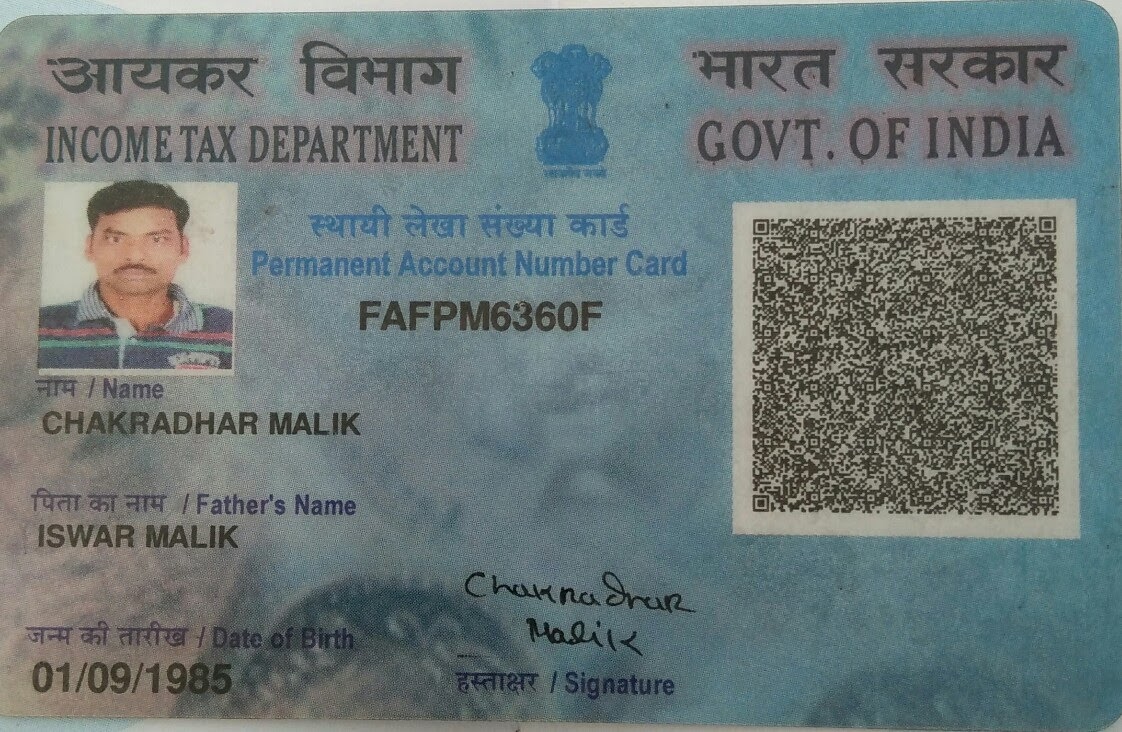 आयकर विभाग
INCOME TAX DEPARTMENT
भारत सरकार
GOVT. OF INDIA
स्थायी लेखा संख्या कार्ड
Permanent Account Number Card
FAFPM6360F
नाम / Name
CHAKRADHAR MALIK
पिता का नाम / Father's Name
ISWAR MALIK
जन्म की तारीख / Date of Birth
01/09/1985
Chakradhar
Malik
हस्ताक्षर / Signature